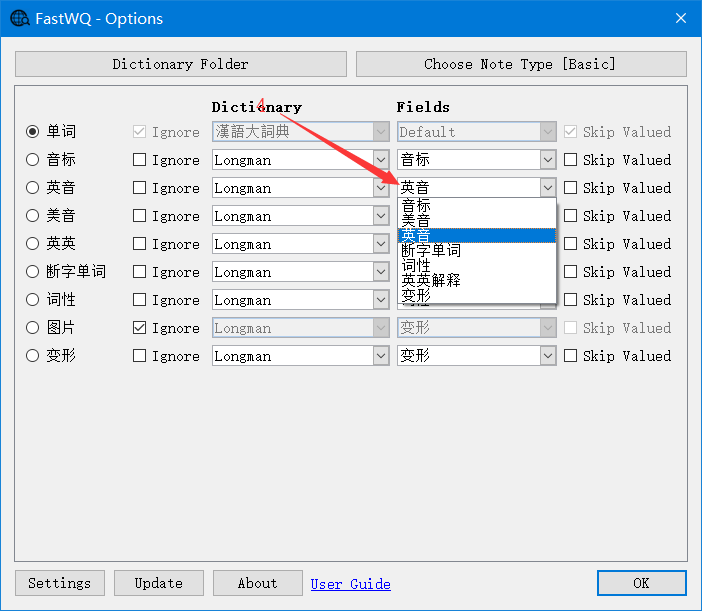 FastWQ - Options
Dictionary Folder
Choose Note Type [Basic]
4
Dictionary Fields
单词 Ignore 漢語大詞典 Default Skip Valued
音标 Ignore Longman 音标 Skip Valued
英音 Ignore Longman 英音 Skip Valued
美音 Ignore Longman Skip Valued
英英 Ignore Longman Skip Valued
断字单词 Ignore Longman Skip Valued
词性 Ignore Longman Skip Valued
图片 Ignore Longman 变形 Skip Valued
变形 Ignore Longman 变形 Skip Valued
音标
美音
英音
断字单词
词性
英英解释
变形
Settings Update About User Guide OK